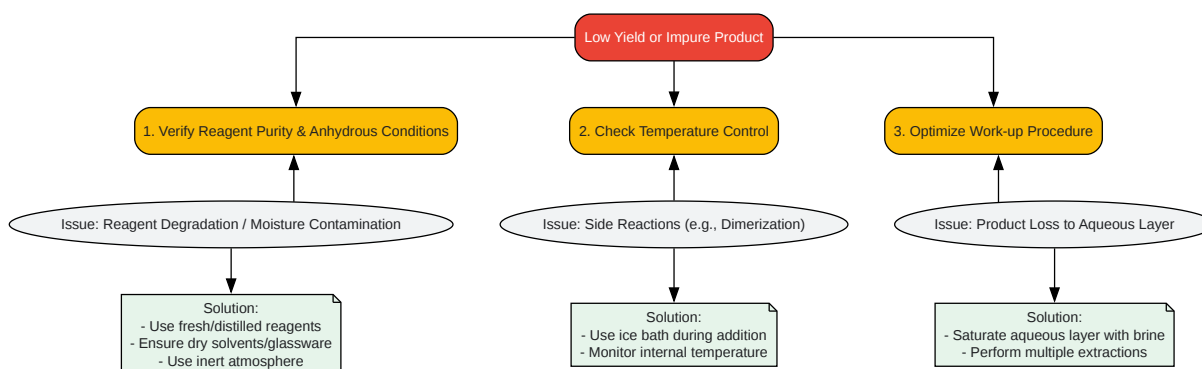 Low Yield or Impure Product
1. Verify Reagent Purity & Anhydrous Conditions
2. Check Temperature Control
3. Optimize Work-up Procedure
Issue: Reagent Degradation / Moisture Contamination
Issue: Side Reactions (e.g., Dimerization)
Issue: Product Loss to Aqueous Layer
Solution:
- Use fresh/distilled reagents
- Ensure dry solvents/glassware
- Use inert atmosphere
Solution:
- Use ice bath during addition
- Monitor internal temperature
Solution:
- Saturate aqueous layer with brine
- Perform multiple extractions